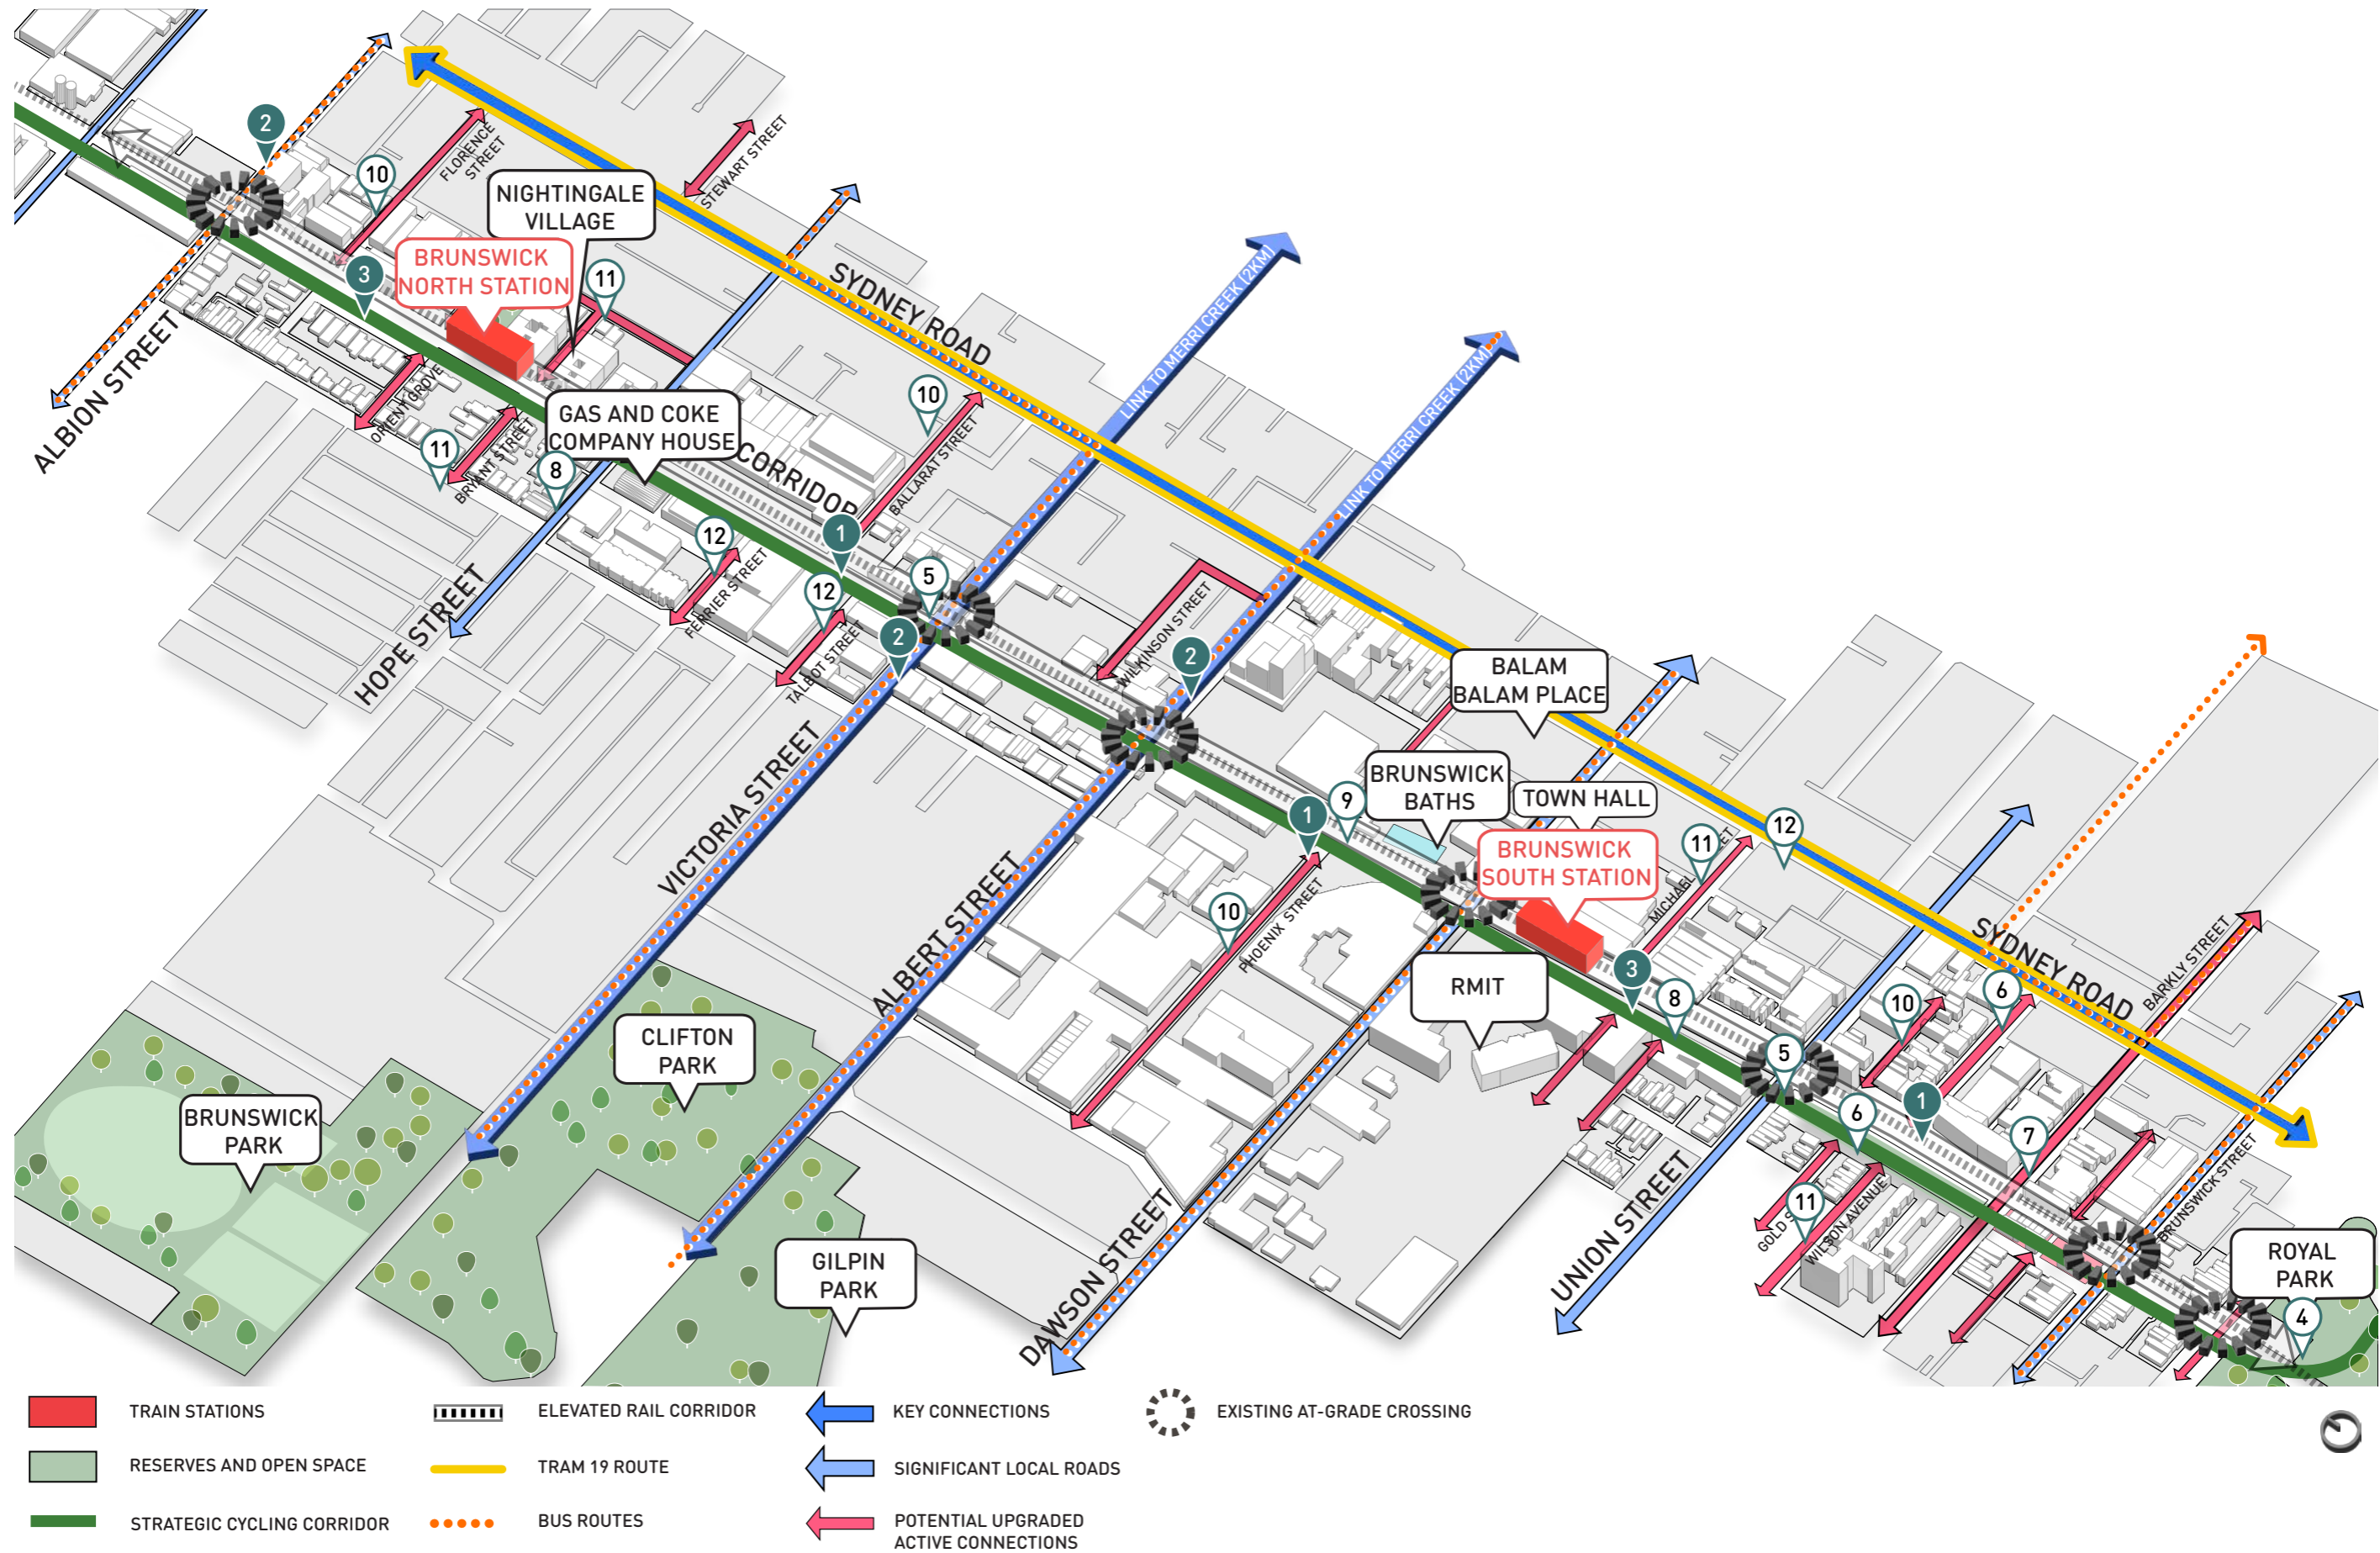 2
10
FLORENCE
STREET
STEWART STREET
NIGHTINGALE
VILLAGE
3
BRUNSWICK
NORTH STATION
11
SYDNEY ROAD
LINK TO MERRI CREEK (2KM)
LINK TO MERRI CREEK (2KM)
ALBION STREET
ORIENT GROVE
11
BRYANT STREET
GAS AND COKE
COMPANY HOUSE
8
CORRIDOR
10
BALLARAT STREET
1
12
FERRIER STREET
12
TALBOT STREET
5
2
HOPE STREET
WILKINSON STREET
2
BALAM
BALAM PLACE
VICTORIA STREET
ALBERT STREET
1
9
BRUNSWICK
BATHS
TOWN HALL
BRUNSWICK
SOUTH STATION
11
MICHAEL
12
10
PHOENIX STREET
RMIT
3
8
5
SYDNEY ROAD
BARKLY STREET
10
6
1
6
7
CLIFTON
PARK
BRUNSWICK
PARK
GILPIN
PARK
DAWSON STREET
UNION STREET
GOLD
11
WILSON AVENUE
BRUNSWICK STREET
ROYAL
PARK
4
TRAIN STATIONS
RESERVES AND OPEN SPACE
STRATEGIC CYCLING CORRIDOR
ELEVATED RAIL CORRIDOR
TRAM 19 ROUTE
BUS ROUTES
KEY CONNECTIONS
SIGNIFICANT LOCAL ROADS
POTENTIAL UPGRADED
ACTIVE CONNECTIONS
EXISTING AT-GRADE CROSSING